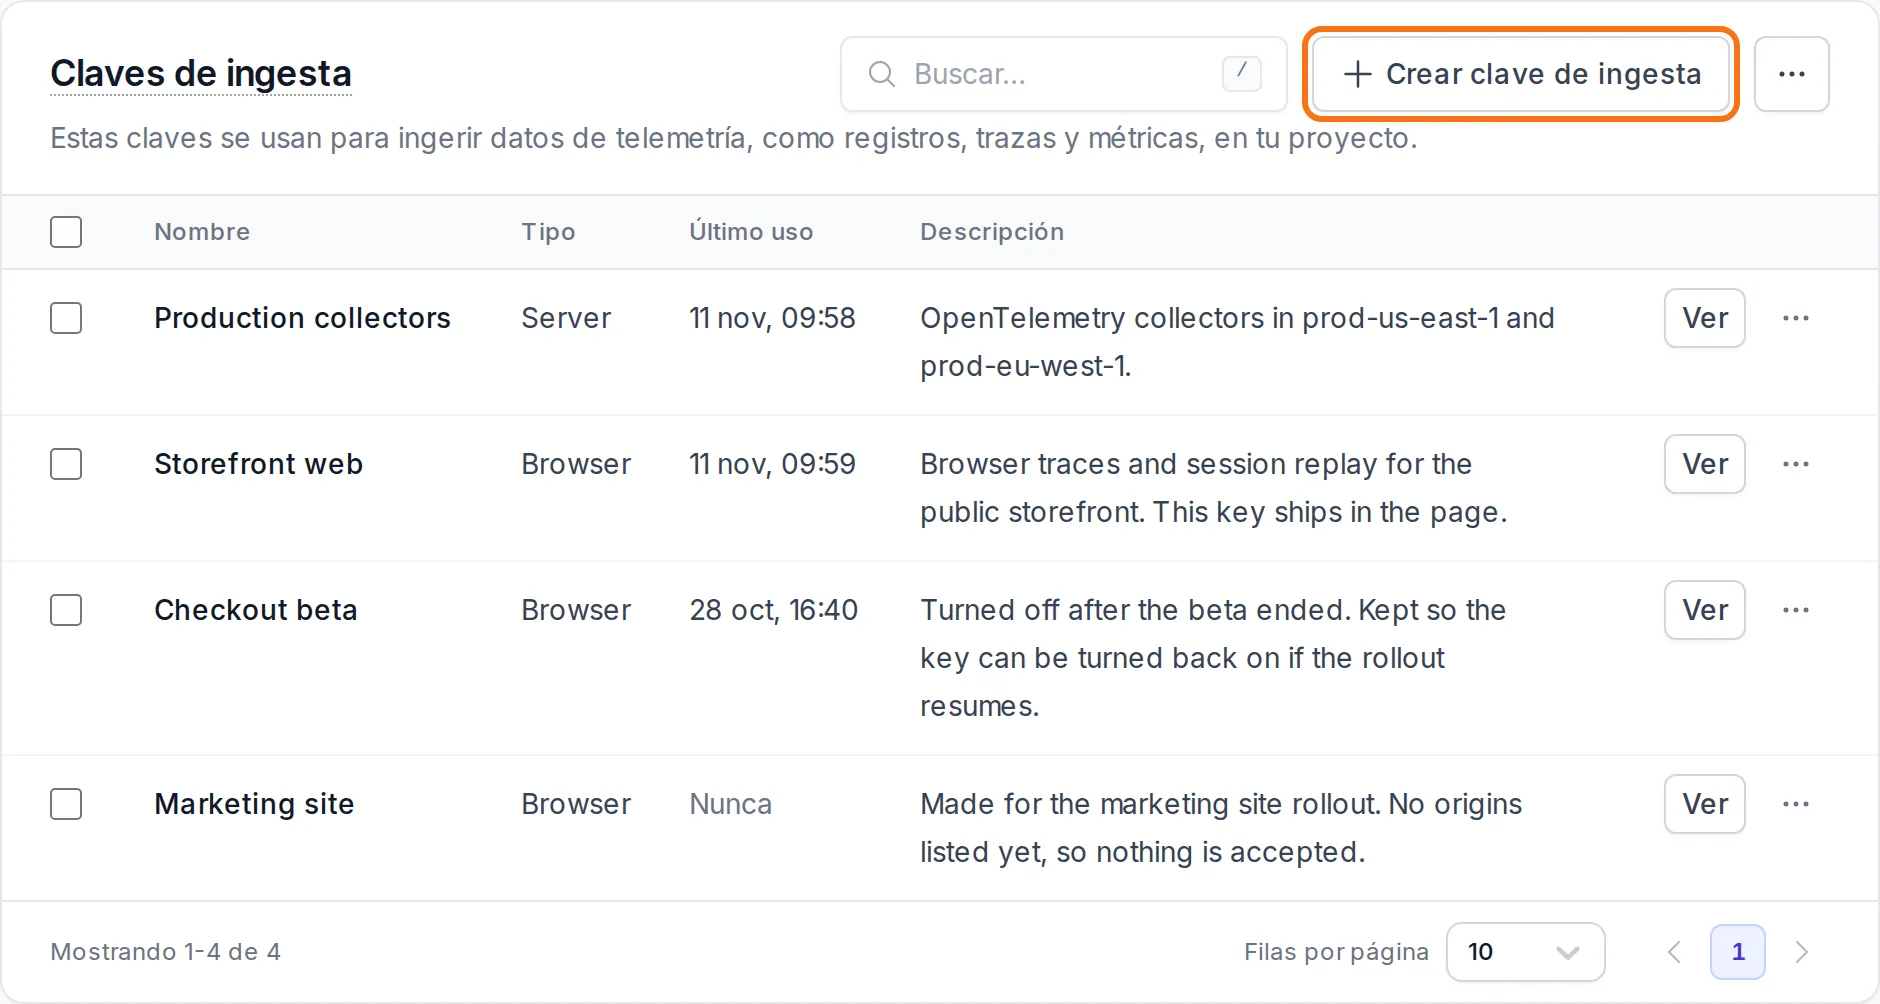 Claves de ingesta
Buscar...
/
Crear clave de ingesta
Estas claves se usan para ingerir datos de telemetría, como registros, trazas y métricas, en tu proyecto.
Nombre Tipo Último uso Descripción
Production collectors Server 11 nov, 09:58 OpenTelemetry collectors in prod-us-east-1 and
prod-eu-west-1.
Ver
Storefront web Browser 11 nov, 09:59 Browser traces and session replay for the
public storefront. This key ships in the page.
Ver
Checkout beta Browser 28 oct, 16:40 Turned off after the beta ended. Kept so the
key can be turned back on if the rollout
resumes.
Ver
Marketing site Browser Nunca Made for the marketing site rollout. No origins
listed yet, so nothing is accepted.
Ver
Mostrando 1-4 de 4
Filas por página 10
1